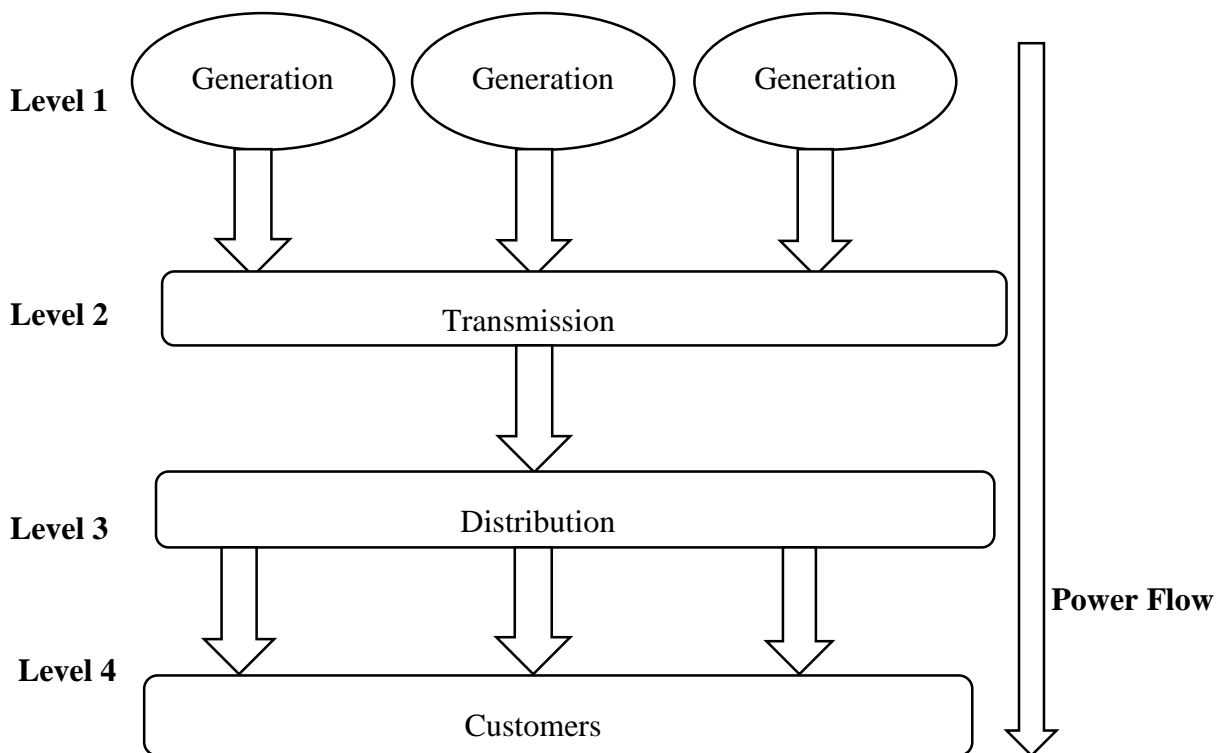 Generation
Generation
Generation
Level 1
Level 2
Transmission
Level 3
Distribution
Power Flow
Level 4
Customers